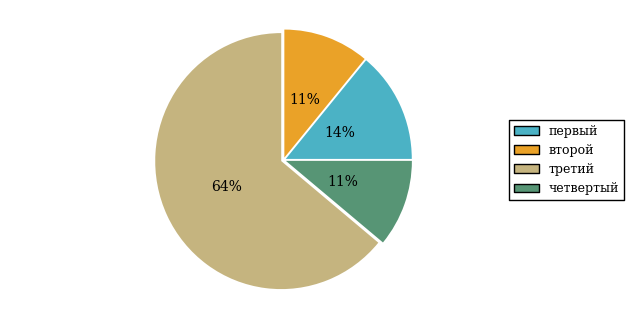 11%
14%
11%
64%
первый
второй
третий
четвертый